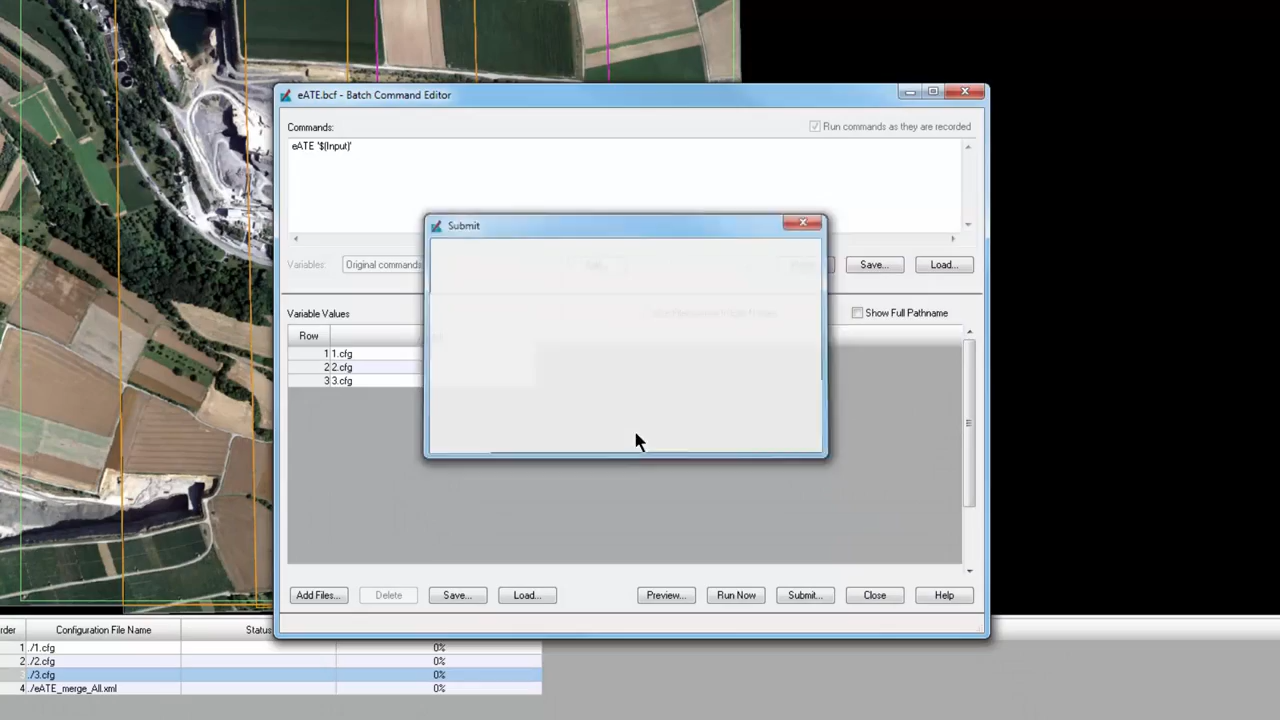 eATE.bcf - Batch Command Editor
Commands:
Run commands as they are recorded
eATE '$(Input)'
Submit
Variables:
Original commands
Save...
Load...
Variable Values
Show Full Pathname
Row
1 1.cfg
2 2.cfg
3 3.cfg
Add Files...
Delete
Save...
Load...
Preview...
Run Now
Submit...
Close
Help
rder
Configuration File Name
Status
1 ./1.cfg
0%
2 ./2.cfg
0%
3 ./3.cfg
0%
4 ./eATE_merge_All.xml
0%